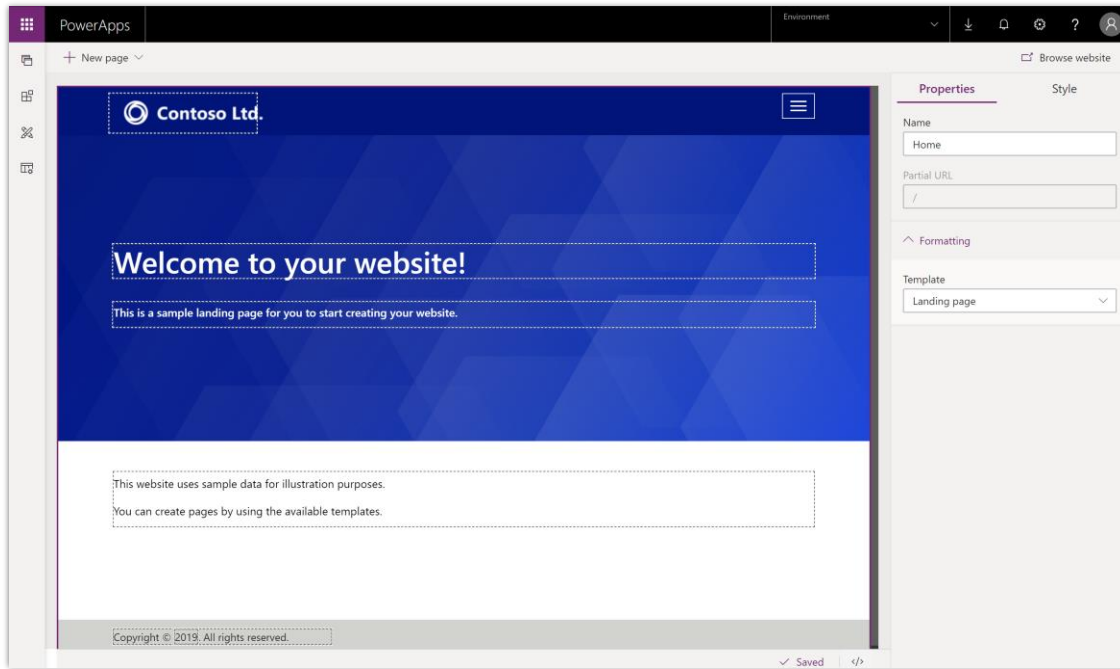 PowerApps
Environment
?
New page
Browse website
Contoso Ltd.
Properties
Style
Name
Home
Partial URL
/
Welcome to your website!
Formatting
Template
This is a sample landing page for you to start creating your website.
Landing page
This website uses sample data for illustration purposes.
You can create pages by using the available templates.
Copyright © 2019. All rights reserved.
Saved
</>